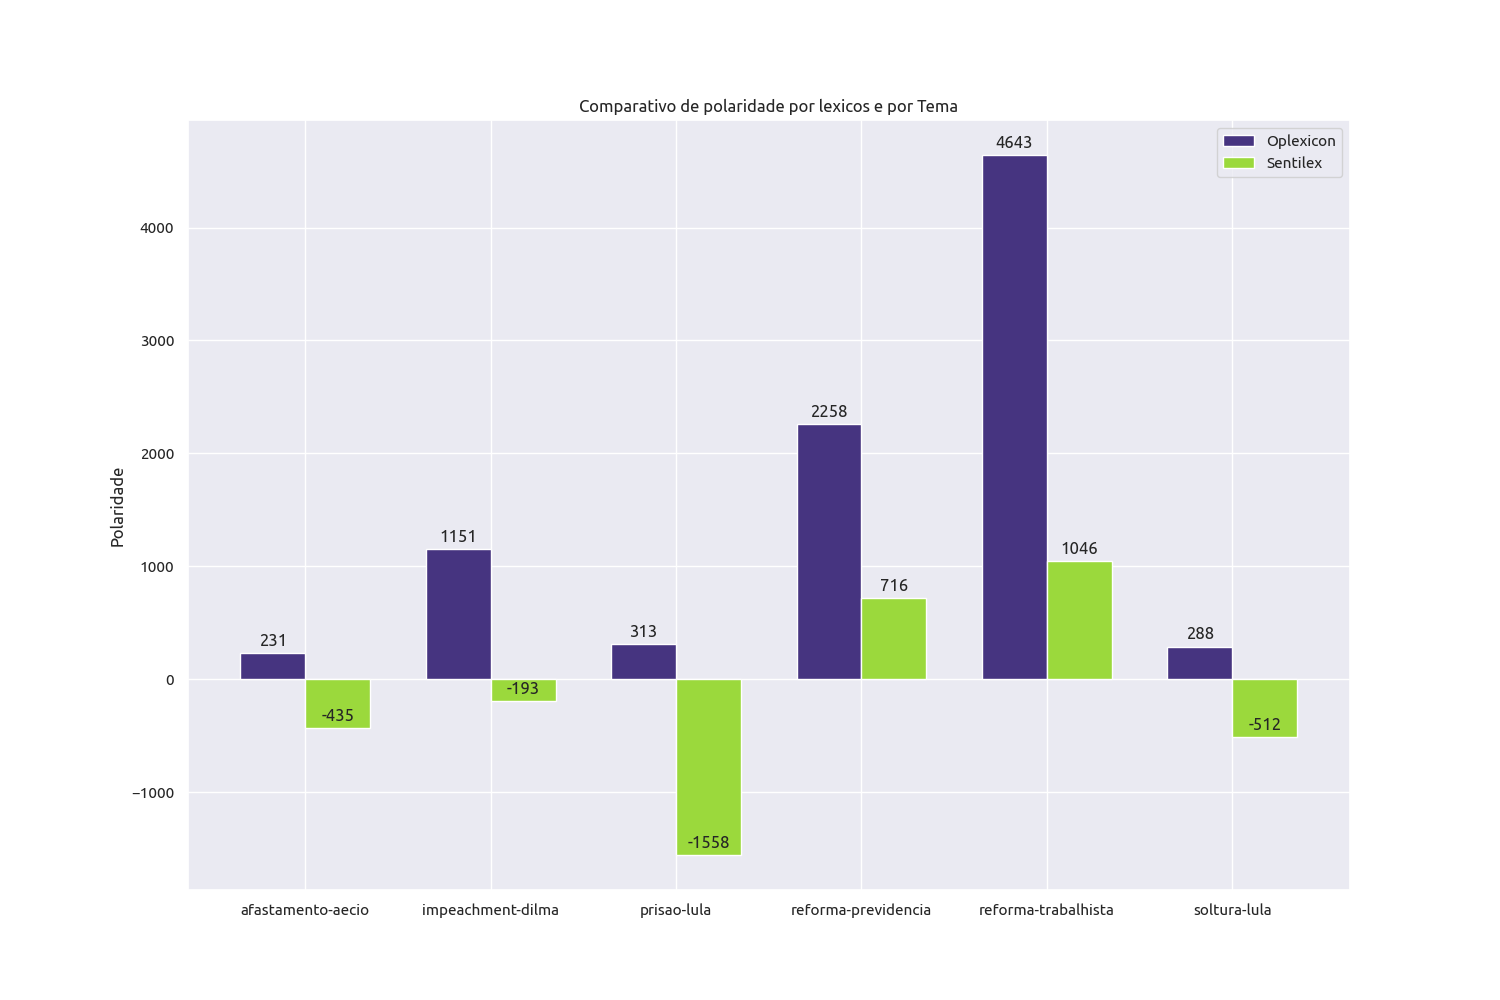 Comparativo de polaridade por lexicos e por Tema
Oplexicon
Sentilex
Polaridade
4000
3000
2000
1000
0
−1000
231
-435
1151
-193
313
-1558
2258
716
4643
1046
288
-512
afastamento-aecio
impeachment-dilma
prisao-lula
reforma-previdencia
reforma-trabalhista
soltura-lula